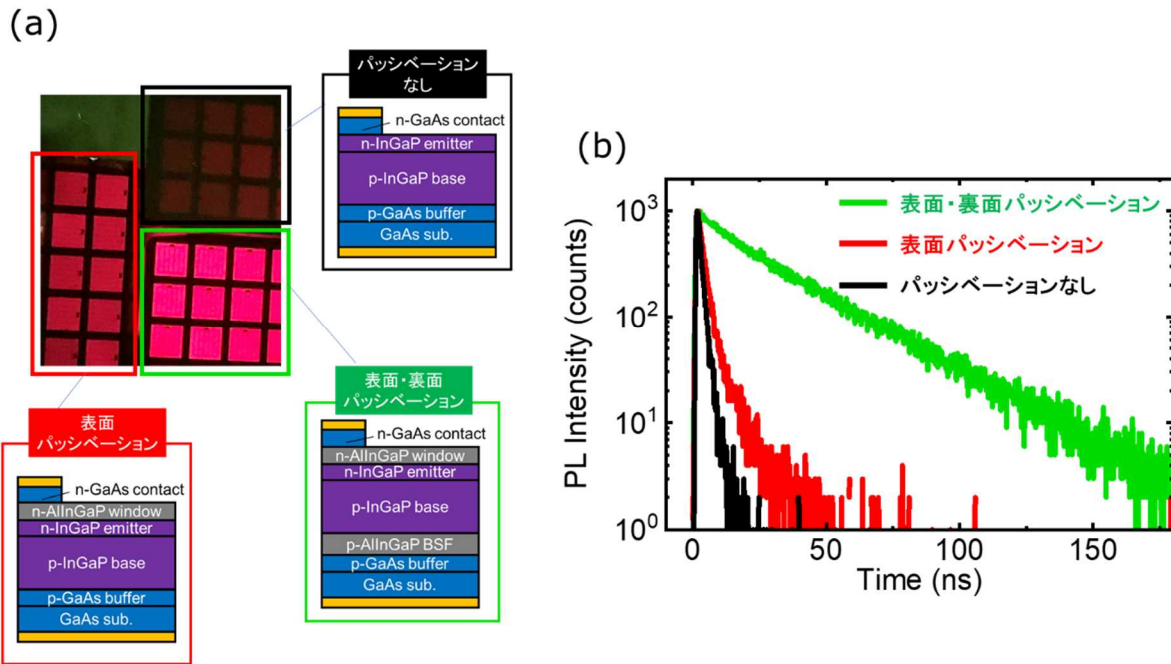 (a)
パッシベーション
なし
n-GaAs contact
n-InGaP emitter
p-InGaP base
p-GaAs buffer
GaAs sub.
表面
パッシベーション
n-GaAs contact
n-AlInGaP window
n-InGaP emitter
p-InGaP base
p-GaAs buffer
GaAs sub.
表面・裏面
パッシベーション
n-GaAs contact
n-AlInGaP window
n-InGaP emitter
p-InGaP base
p-AlInGaP BSF
p-GaAs buffer
GaAs sub.
(b)
表面・裏面パッシベーション
表面パッシベーション
パッシベーションなし
PL Intensity (counts)
10³
10²
10¹
10⁰
0 50 100 150
Time (ns)